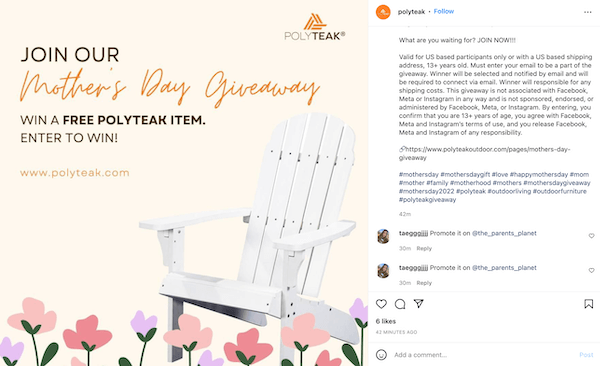 POLYTEAK®
JOIN OUR
Mother's Day Giveaway
WIN A FREE POLYTEAK ITEM.
ENTER TO WIN!
www.polyteak.com
polyteak • Follow
What are you waiting for? JOIN NOW!!!
Valid for US based participants only or with a US based shipping
address, 13+ years old. Must enter your email to be a part of the
giveaway. Winner will be selected and notified by email and will
be required to connect via email. Winner will responsible for any
shipping costs. This giveaway is not associated with Facebook,
Meta or Instagram in any way and is not sponsored, endorsed, or
administered by Facebook, Meta, or Instagram. By entering, you
confirm that you are 13+ years of age, you agree with Facebook,
Meta and Instagram's terms of use, and you release Facebook,
Meta and Instagram of any responsibility.
🔗https://www.polyteakoutdoor.com/pages/mothers-day-
giveaway
#mothersday #mothersdaygift #love #happymothersday #mom
#mother #family #motherhood #mothers #mothersdaygiveaway
#mothersday2022 #polyteak #outdoorliving #outdoorfurniture
#polyteakgiveaway
42m
taegggjjjj Promote it on @the_parents_planet
30m Reply
taegggjjjj Promote it on @the_parents_planet
30m Reply
6 likes
42 MINUTES AGO
Add a comment...
Post